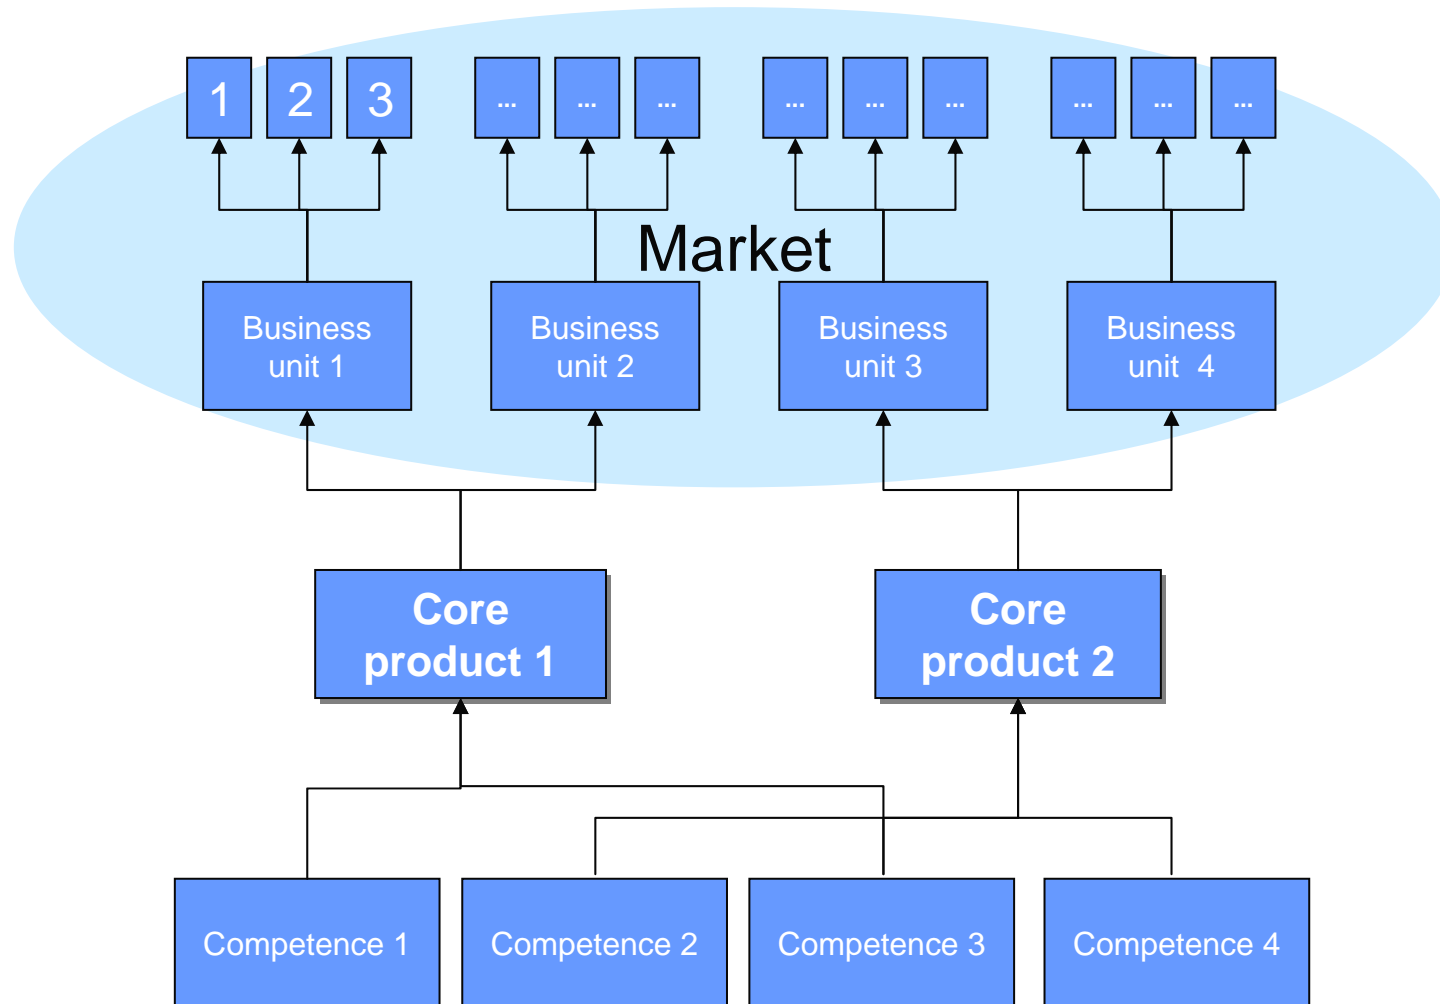 1 2 3 ... ... ... ... ... ... ... ... ...
Market
Business
unit 1
Business
unit 2
Business
unit 3
Business
unit  4
Core
product 1
Core
product 2
Competence 1
Competence 2
Competence 3
Competence 4